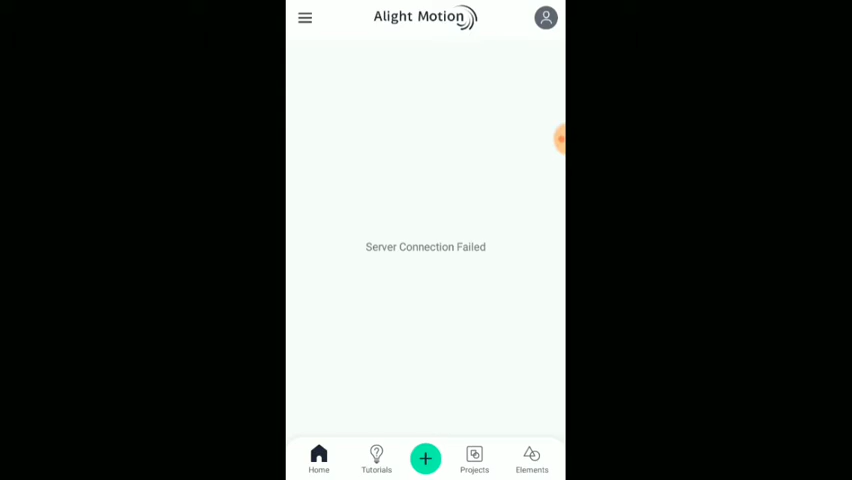 Alight Motion
Server Connection Failed
Home
Tutorials
Projects
Elements